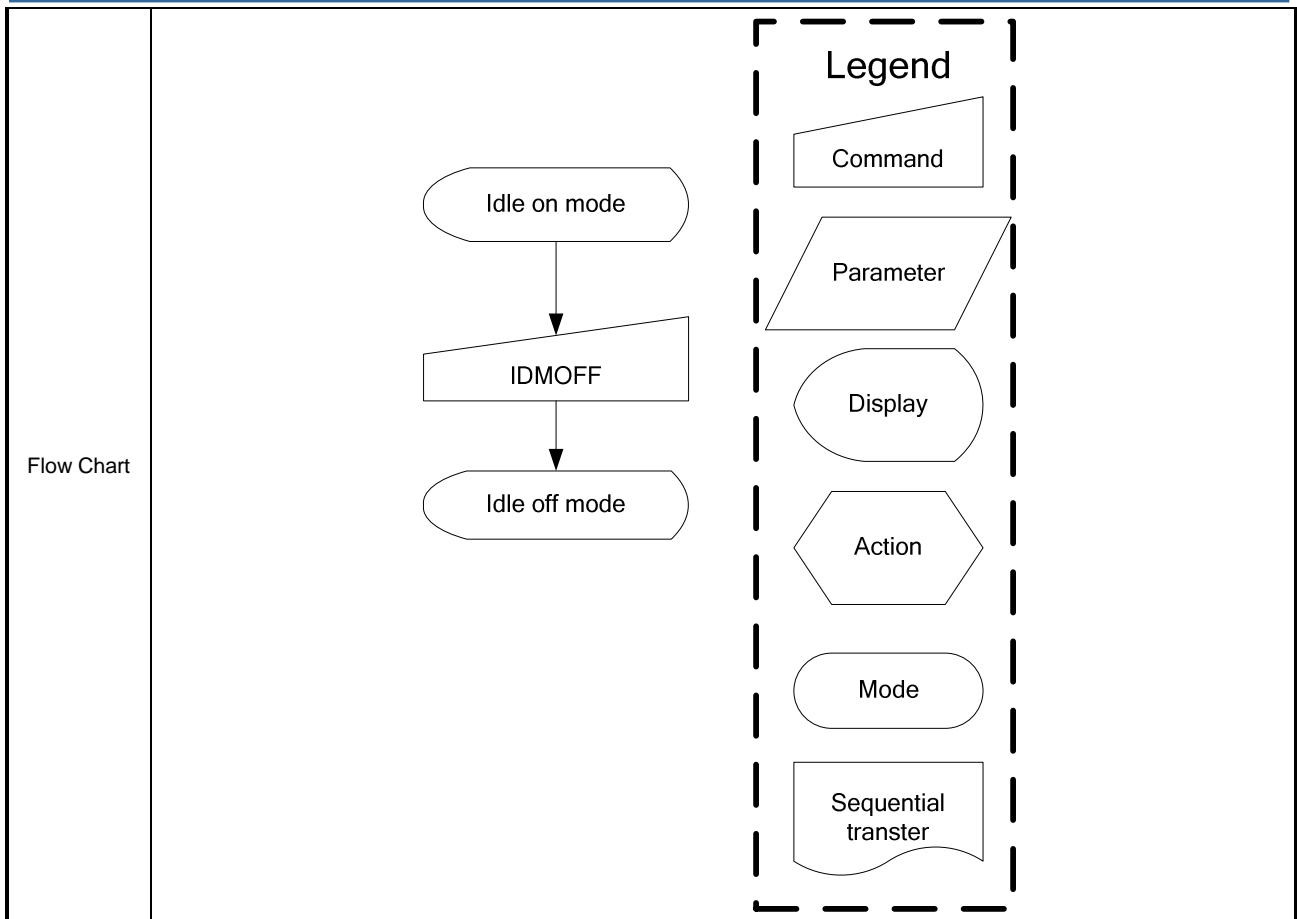 Flow Chart
Idle on mode
IDMOFF
Idle off mode
Legend
Command
Parameter
Display
Action
Mode
Sequential
transter